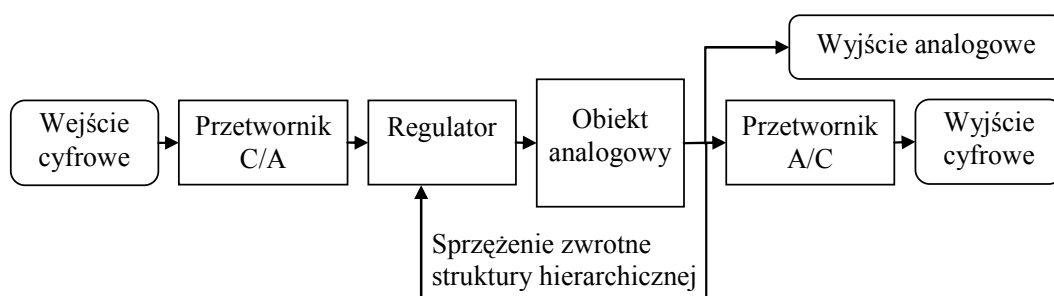 Wyjście analogowe
Wejście
cyfrowe
Przetwornik
C/A
Regulator
Obiekt
analogowy
Przetwornik
A/C
Wyjście
cyfrowe
Sprzężenie zwrotne
struktury hierarchicznej